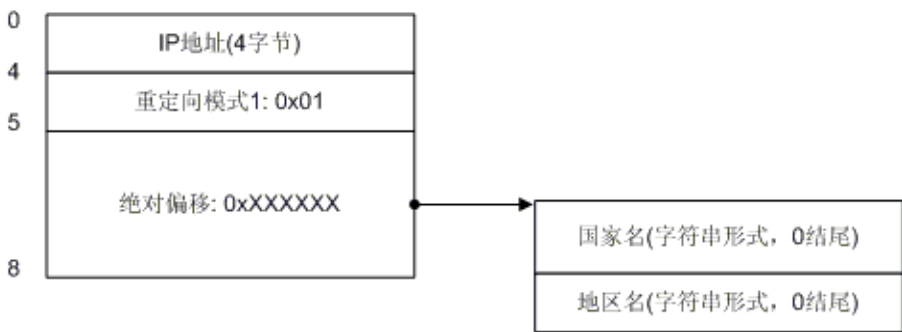 0
IP地址(4字节)
4
重定向模式1: 0x01
5
绝对偏移: 0xXXXXXX
国家名(字符串形式，0结尾)
8
地区名(字符串形式，0结尾)